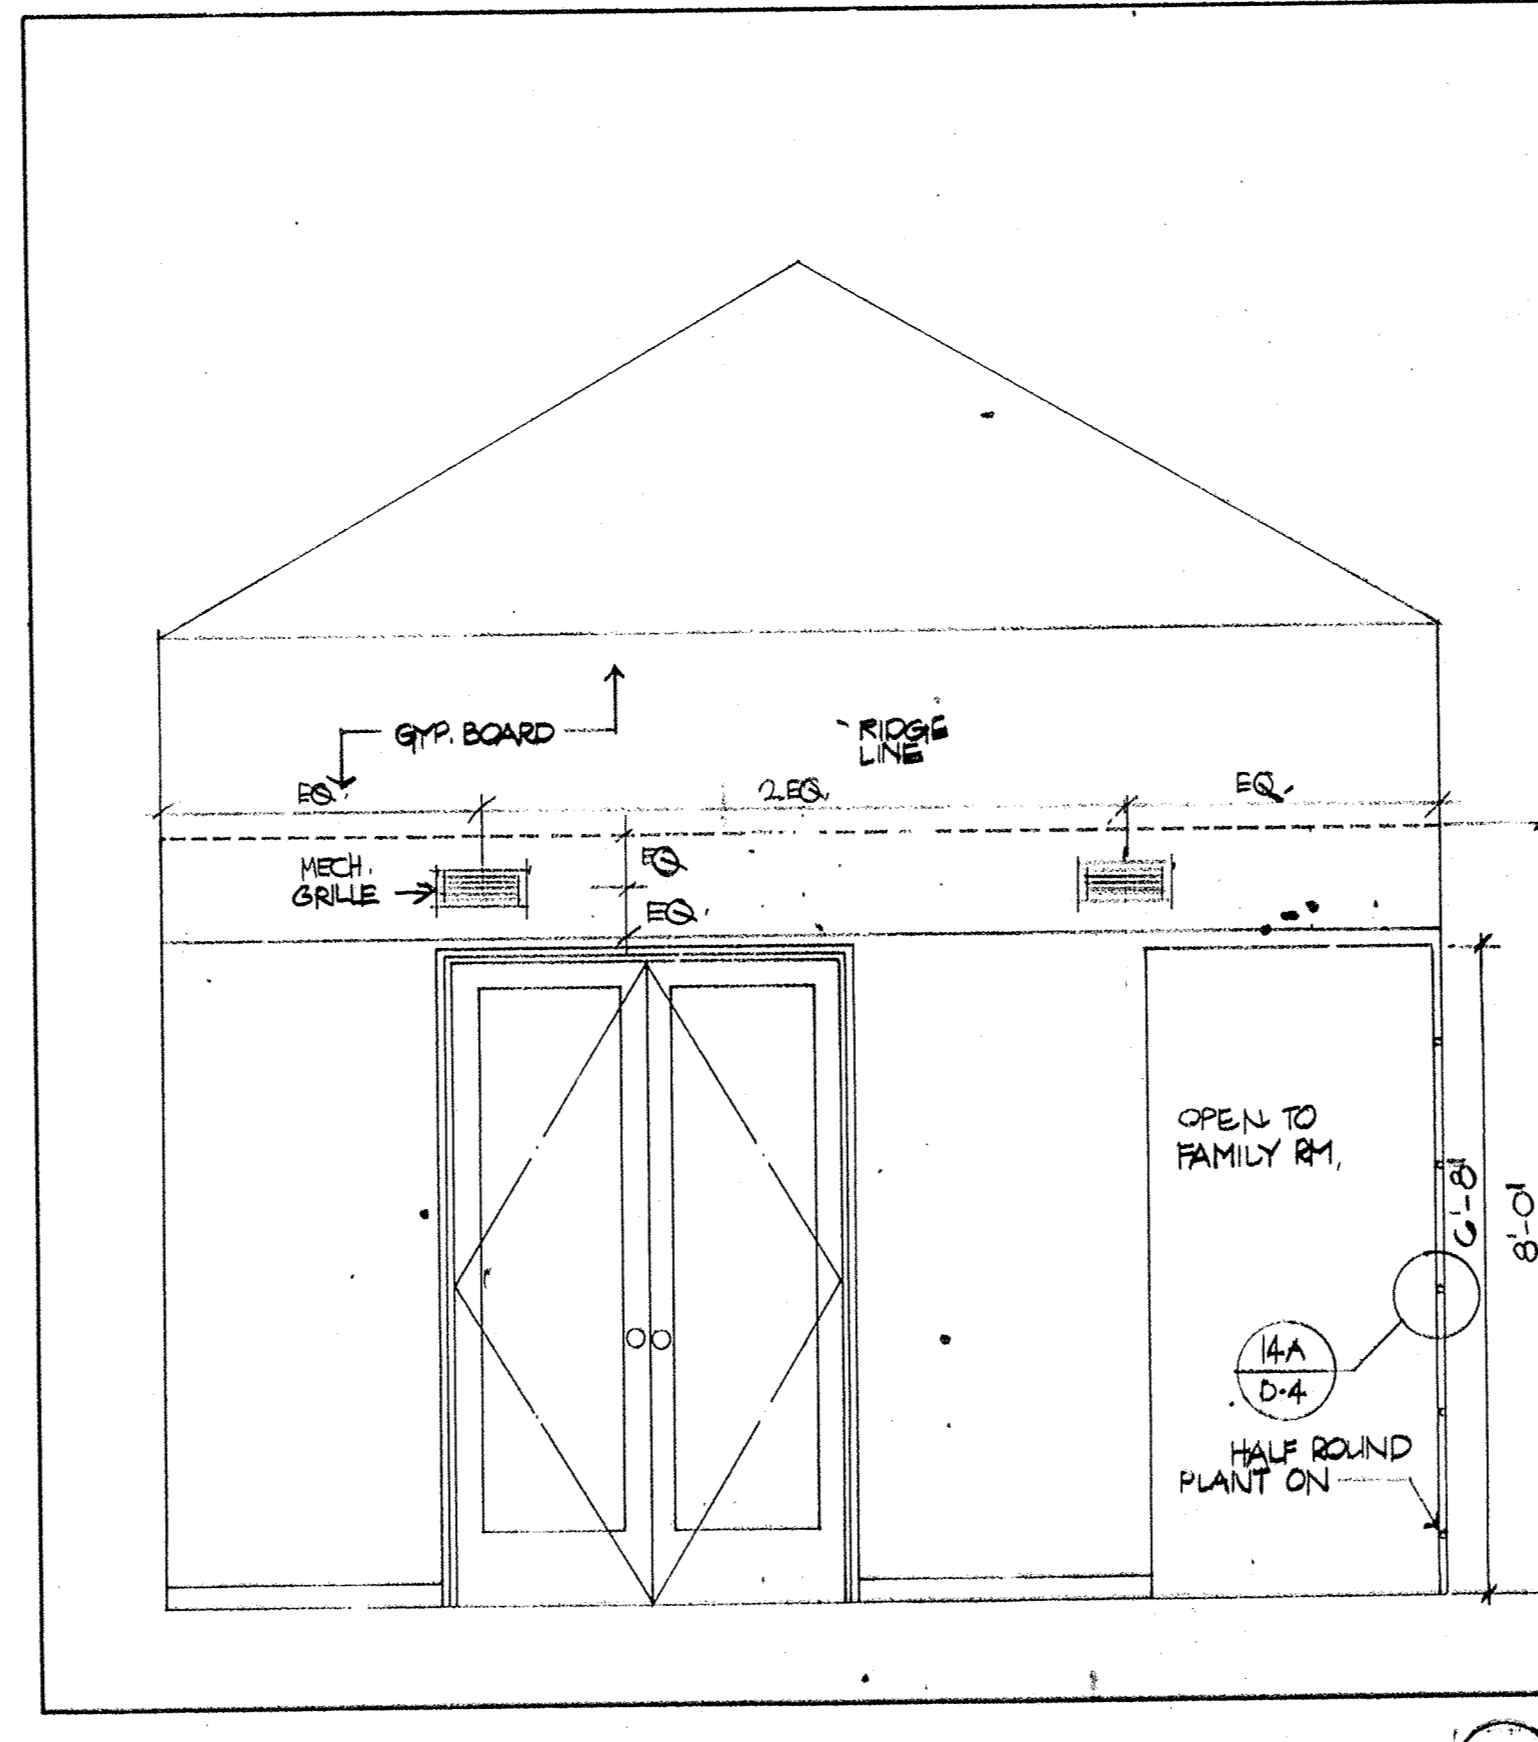 GYP. BOARD
RIDGE
LINE
EQ.
2 EQ.
EQ.
MECH.
GRILLE
EQ
EQ.
OPEN TO
FAMILY RM.
6'-8"
8'-0"
14A
D.4
HALF ROUND
PLANT ON